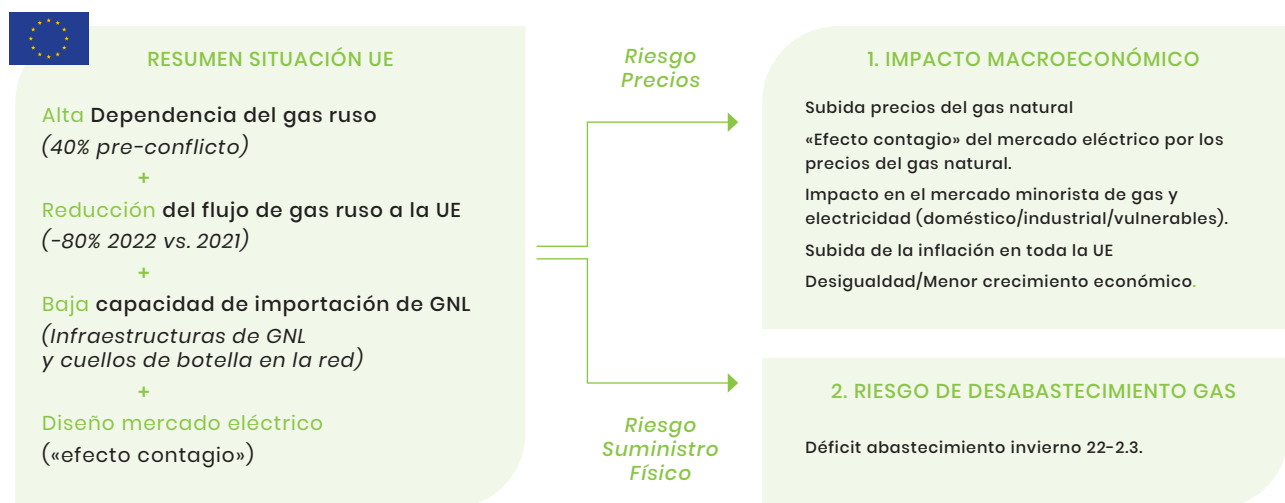 RESUMEN SITUACIÓN UE
Alta Dependencia del gas ruso
(40% pre-conflicto)
+
Reducción del flujo de gas ruso a la UE
(-80% 2022 vs. 2021)
+
Baja capacidad de importación de GNL
(Infraestructuras de GNL
y cuellos de botella en la red)
+
Diseño mercado eléctrico
(«efecto contagio»)
Riesgo
Precios
1. IMPACTO MACROECONÓMICO
Subida precios del gas natural
«Efecto contagio» del mercado eléctrico por los
precios del gas natural.
Impacto en el mercado minorista de gas y
electricidad (doméstico/industrial/vulnerables).
Subida de la inflación en toda la UE
Desigualdad/Menor crecimiento económico.
Riesgo
Suministro
Físico
2. RIESGO DE DESABASTECIMIENTO GAS
Déficit abastecimiento invierno 22-2.3.